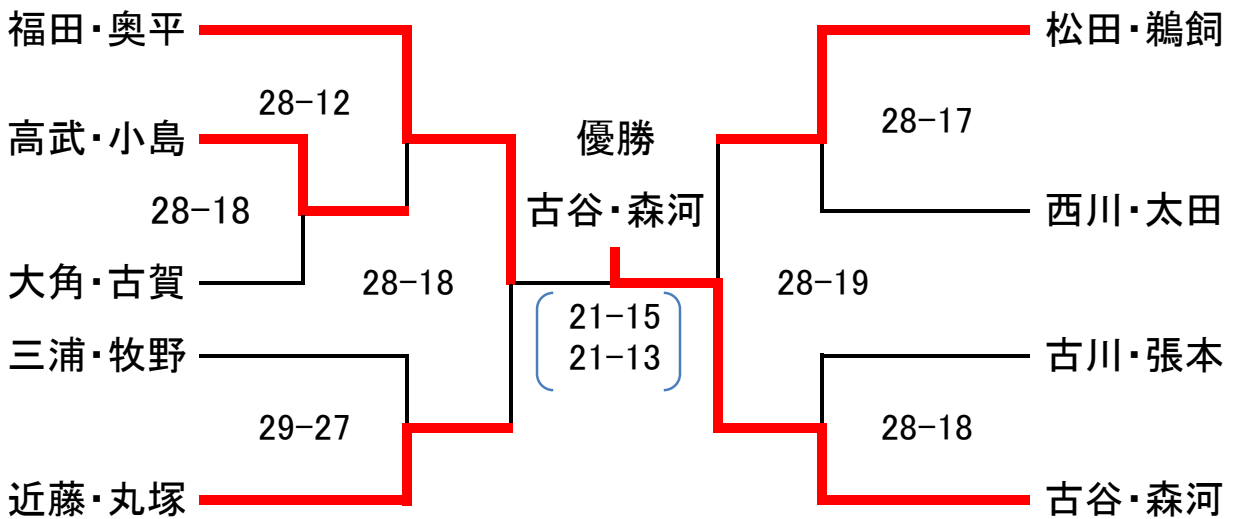 福田・奥平
28-12
高武・小島
28-18
大角・古賀
28-18
三浦・牧野
29-27
近藤・丸塚
優勝
古谷・森河
21-15
21-13
松田・鵜飼
28-17
西川・太田
28-19
古川・張本
28-18
古谷・森河